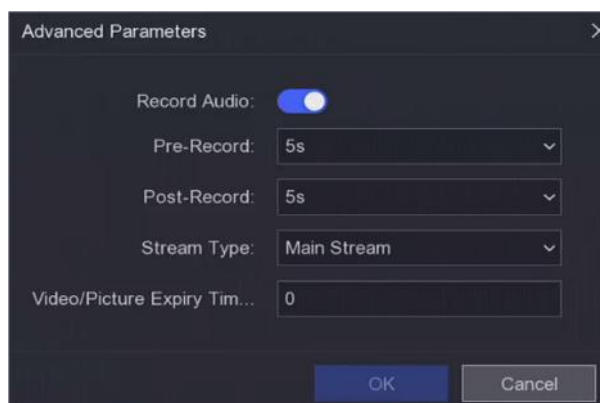 Advanced Parameters
Record Audio:
Pre-Record: 5s
Post-Record: 5s
Stream Type: Main Stream
Video/Picture Expiry Tim... 0
OK Cancel